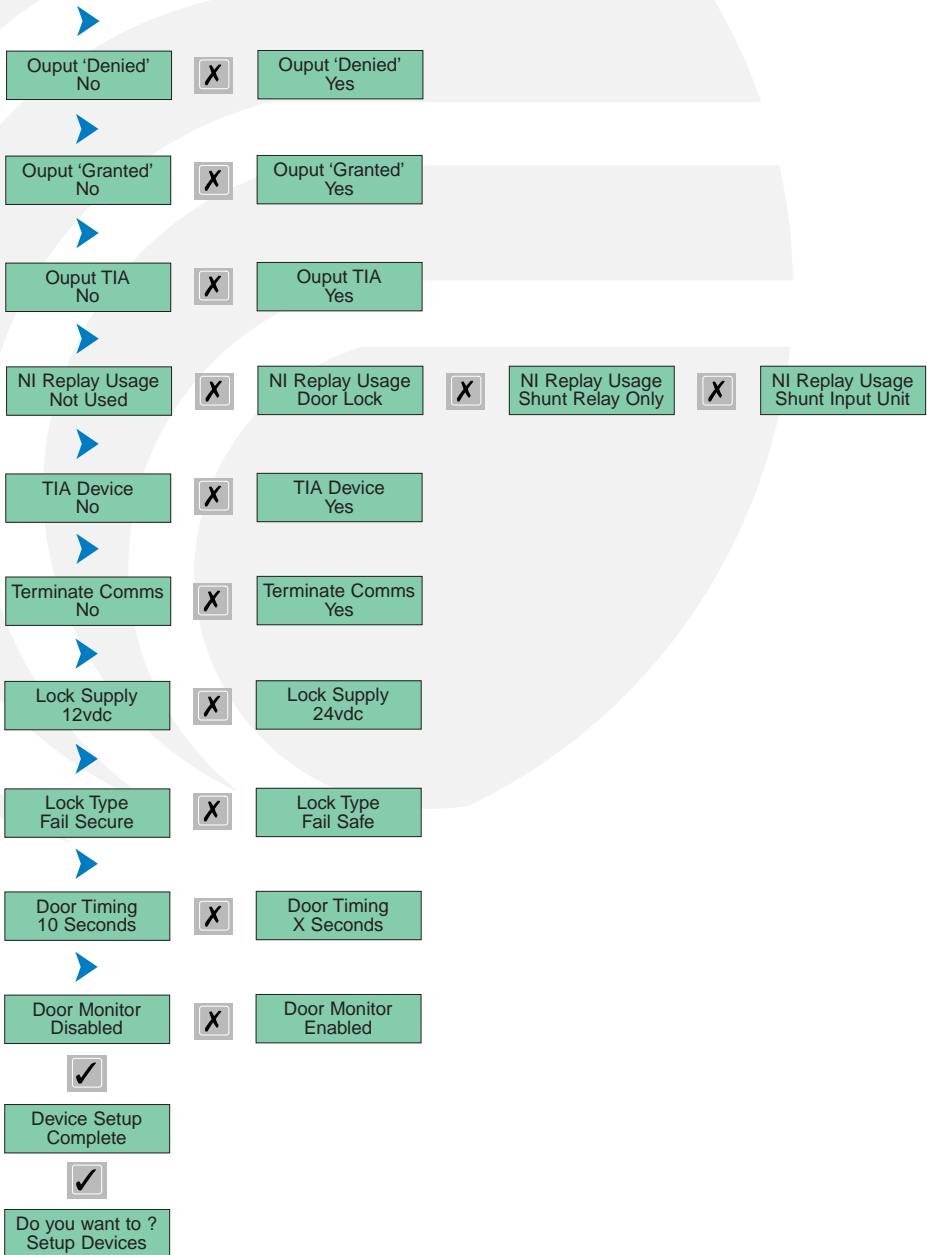 Ouput ‘Denied’
No
✗
Ouput ‘Denied’
Yes
Ouput ‘Granted’
No
✗
Ouput ‘Granted’
Yes
Ouput TIA
No
✗
Ouput TIA
Yes
NI Replay Usage
Not Used
✗
NI Replay Usage
Door Lock
✗
NI Replay Usage
Shunt Relay Only
✗
NI Replay Usage
Shunt Input Unit
TIA Device
No
✗
TIA Device
Yes
Terminate Comms
No
✗
Terminate Comms
Yes
Lock Supply
12vdc
✗
Lock Supply
24vdc
Lock Type
Fail Secure
✗
Lock Type
Fail Safe
Door Timing
10 Seconds
✗
Door Timing
X Seconds
Door Monitor
Disabled
✗
Door Monitor
Enabled
✓
Device Setup
Complete
✓
Do you want to ?
Setup Devices